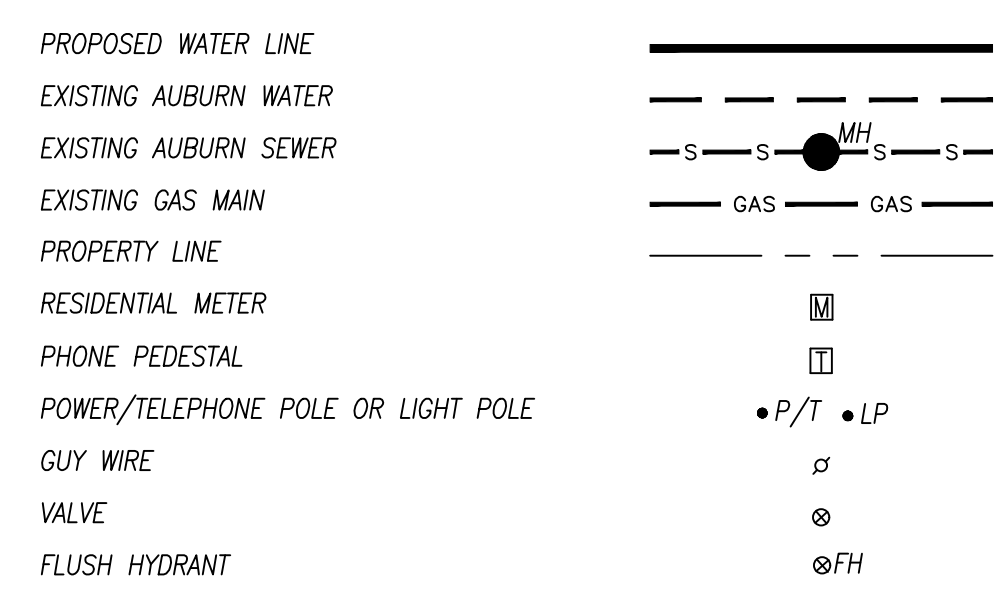 PROPOSED WATER LINE
EXISTING AUBURN WATER
EXISTING AUBURN SEWER S S MH S S
EXISTING GAS MAIN GAS GAS
PROPERTY LINE
RESIDENTIAL METER M
PHONE PEDESTAL T
POWER/TELEPHONE POLE OR LIGHT POLE P/T LP
GUY WIRE
VALVE
FLUSH HYDRANT FH